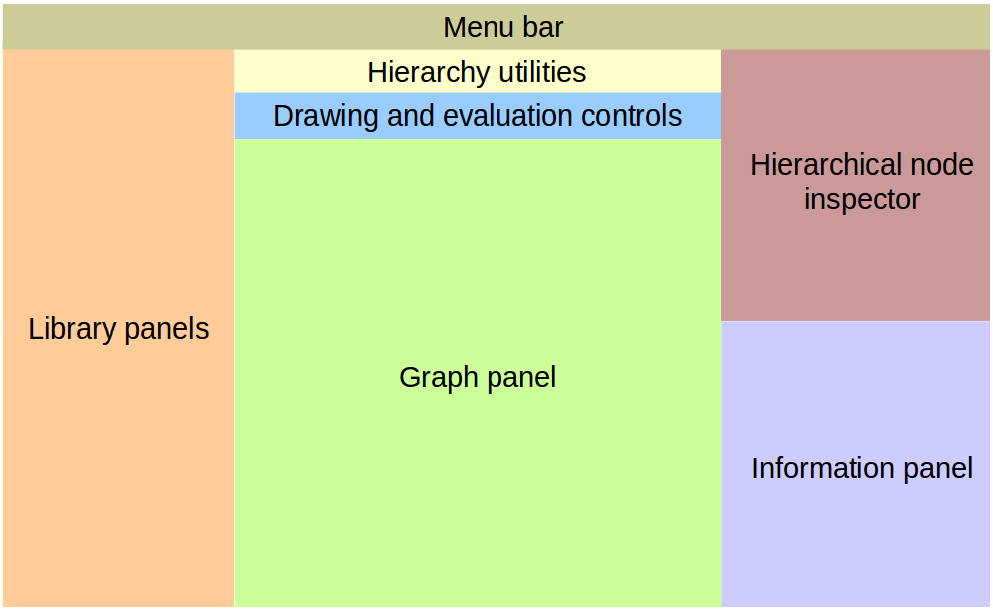 Menu bar
Hierarchy utilities
Drawing and evaluation controls
Hierarchical node
inspector
Library panels
Graph panel
Information panel